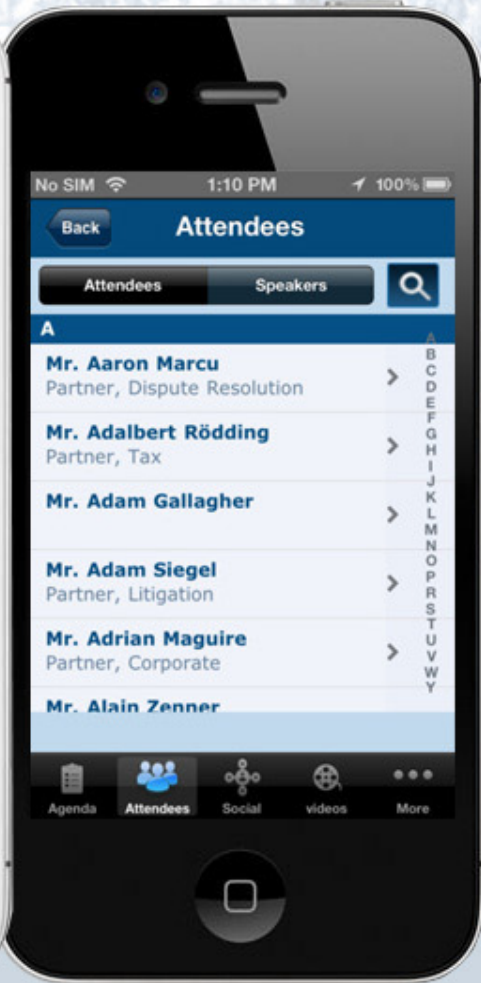 No SIM 1:10 PM 100%
Back Attendees
Attendees Speakers
A
Mr. Aaron Marcu
Partner, Dispute Resolution
Mr. Adalbert Rödding
Partner, Tax
Mr. Adam Gallagher
Mr. Adam Siegel
Partner, Litigation
Mr. Adrian Maguire
Partner, Corporate
Mr. Alain Zenner
A
B
C
D
E
F
G
H
I
J
K
L
M
N
O
P
R
S
T
U
V
W
Y
Agenda Attendees Social videos More